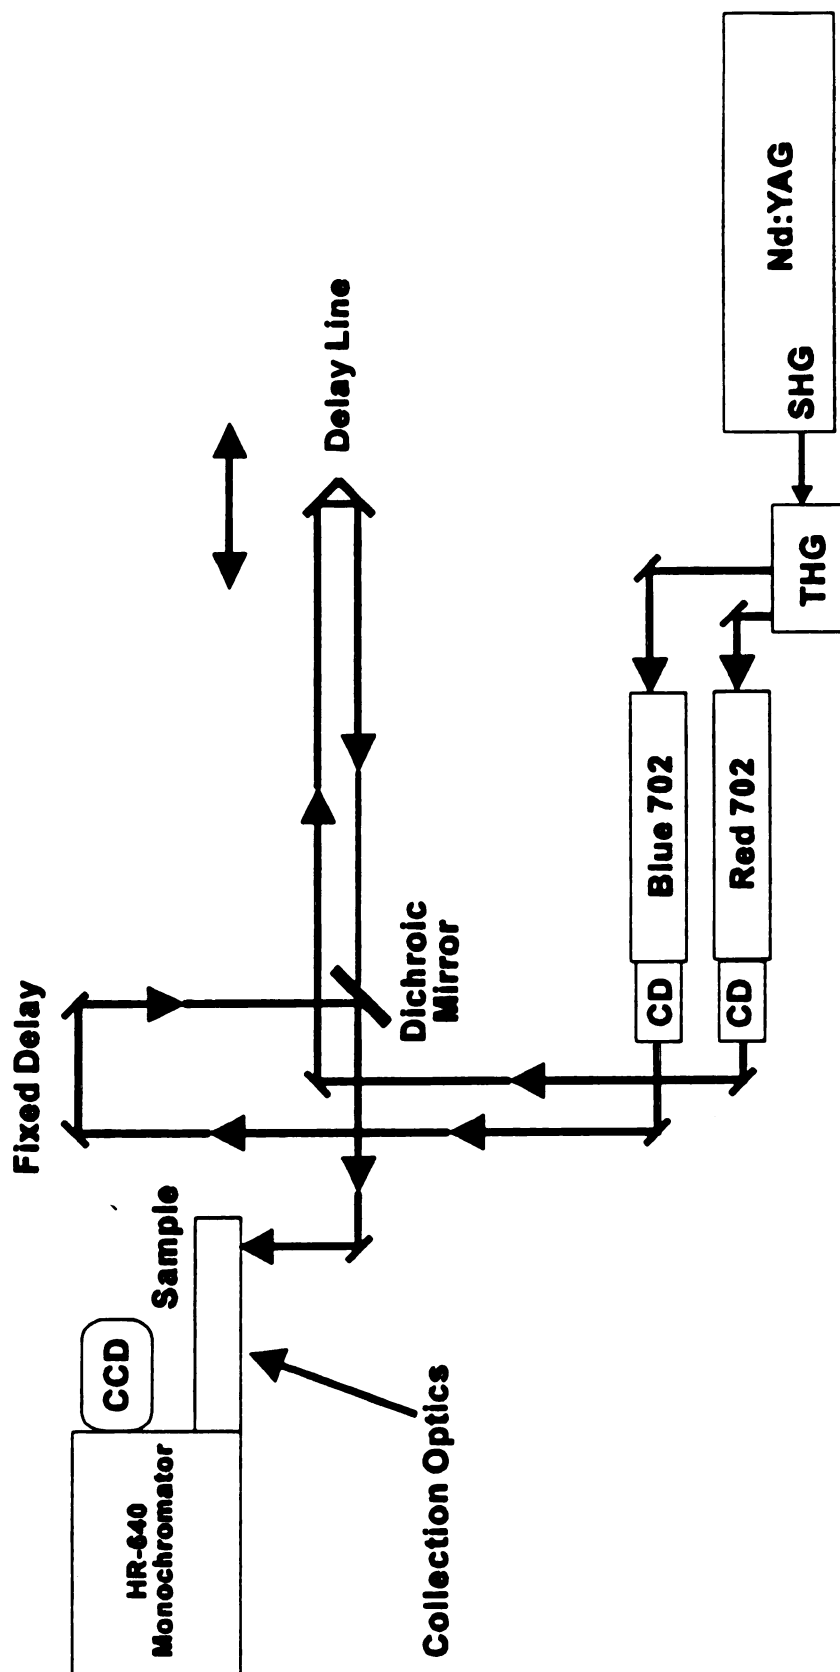 HR-640
Monochromator
CCD
Sample
Collection Optics
Fixed Delay
Dichroic
Mirror
Delay Line
CD
Blue 702
CD
Red 702
THG
SHG
Nd:YAG